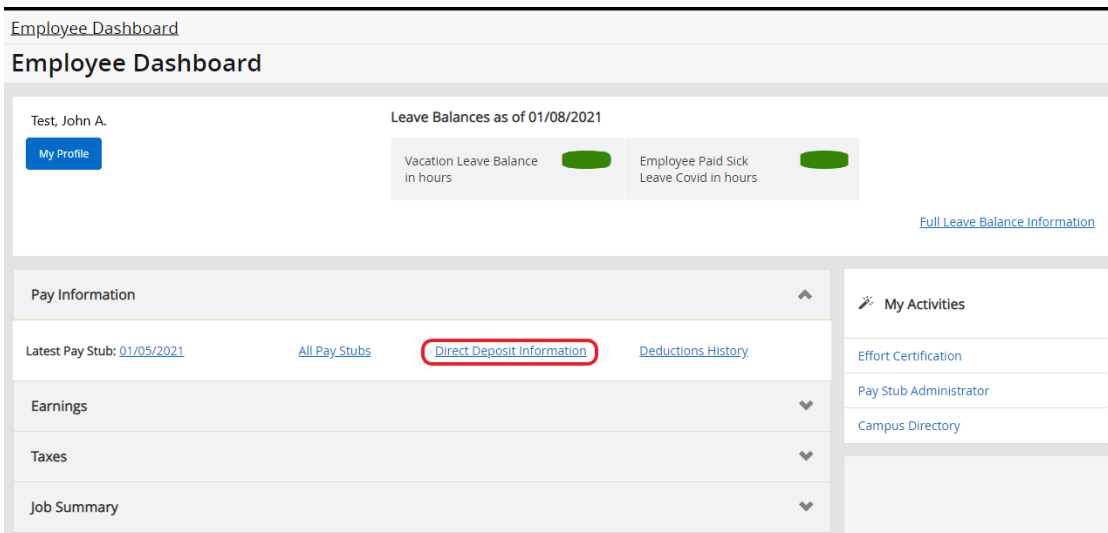 Employee Dashboard
Employee Dashboard
Test, John A.
My Profile
Leave Balances as of 01/08/2021
Vacation Leave Balance
in hours
Employee Paid Sick
Leave Covid in hours
Full Leave Balance Information
Pay Information
Latest Pay Stub: 01/05/2021
All Pay Stubs
Direct Deposit Information
Deductions History
Earnings
Taxes
Job Summary
My Activities
Effort Certification
Pay Stub Administrator
Campus Directory